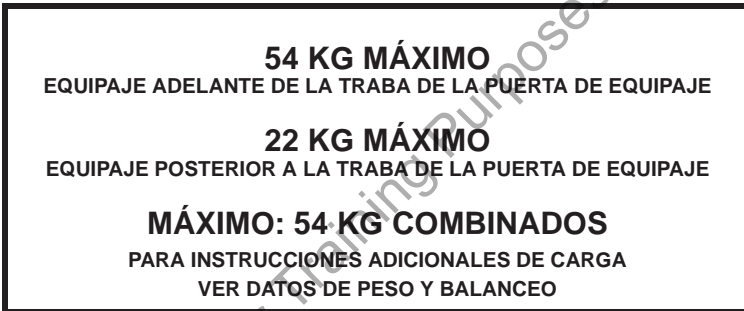 54 KG MÁXIMO
EQUIPAJE ADELANTE DE LA TRABA DE LA PUERTA DE EQUIPAJE
22 KG MÁXIMO
EQUIPAJE POSTERIOR A LA TRABA DE LA PUERTA DE EQUIPAJE
MÁXIMO: 54 KG COMBINADOS
PARA INSTRUCCIONES ADICIONALES DE CARGA
VER DATOS DE PESO Y BALANCEO
Training Purposes